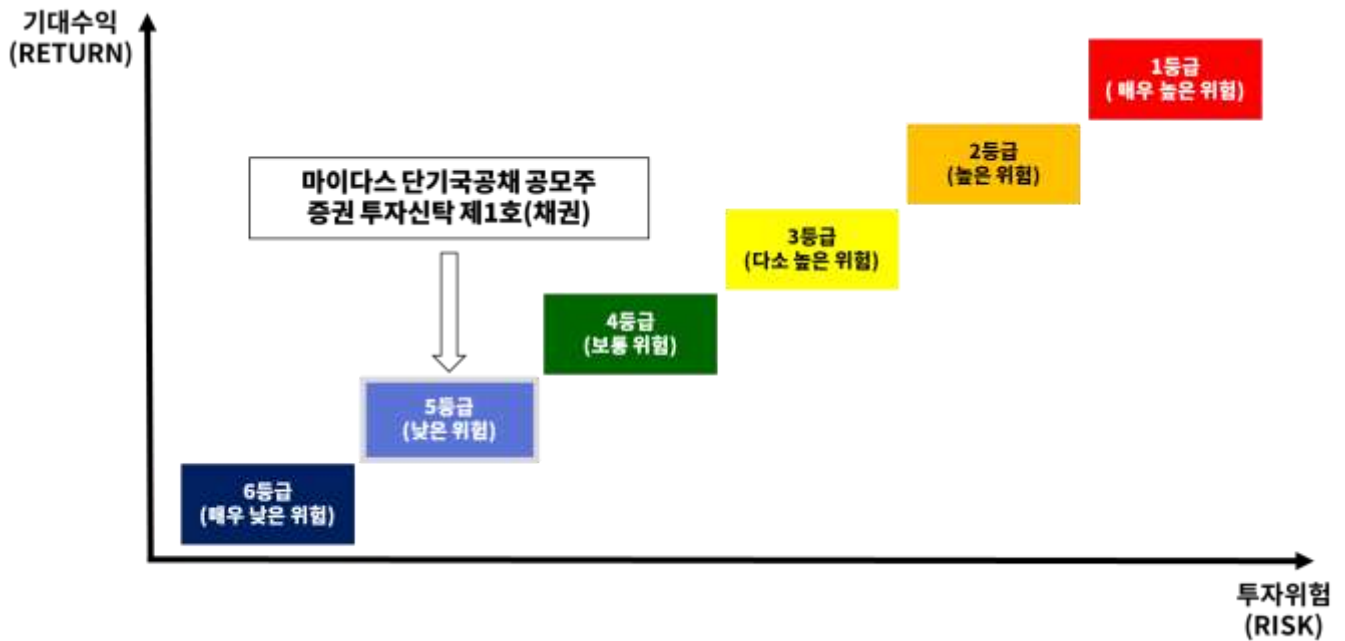 기대수익
(RETURN)
1등급
( 매우 높은 위험)
2등급
(높은 위험)
마이다스 단기국공채 공모주
증권 투자신탁 제1호(채권)
3등급
(다소 높은 위험)
4등급
(보통 위험)
5등급
(낮은 위험)
6등급
(매우 낮은 위험)
투자위험
(RISK)